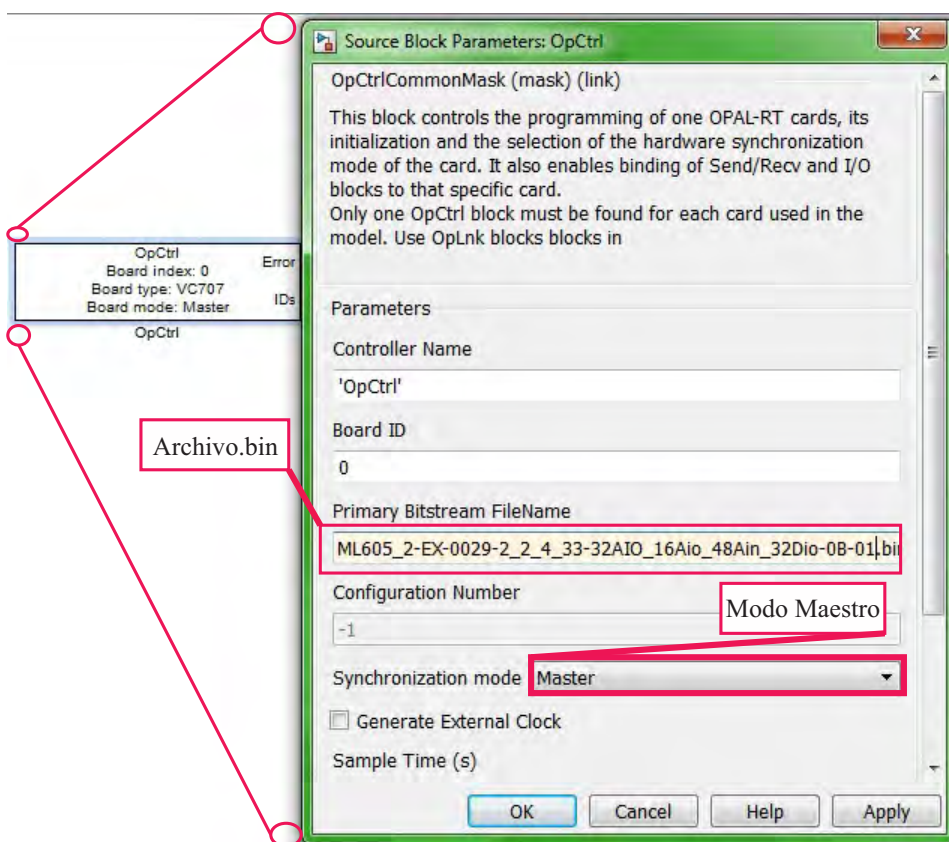 Source Block Parameters: OpCtrl
OpCtrlCommonMask (mask) (link)
This block controls the programming of one OPAL-RT cards, its
initialization and the selection of the hardware synchronization
mode of the card. It also enables binding of Send/Recv and I/O
blocks to that specific card.
Only one OpCtrl block must be found for each card used in the
model. Use OpLnk blocks blocks in
OpCtrl
Board index: 0
Board type: VC707
Board mode: Master
Error
IDs
OpCtrl
Parameters
Controller Name
'OpCtrl'
Board ID
0
Archivo.bin
Primary Bitstream FileName
ML605_2-EX-0029-2_2_4_33-32AIO_16Aio_48Ain_32Dio-0B-01.bin
Configuration Number
-1
Modo Maestro
Synchronization mode Master
Generate External Clock
Sample Time (s)
OK Cancel Help Apply